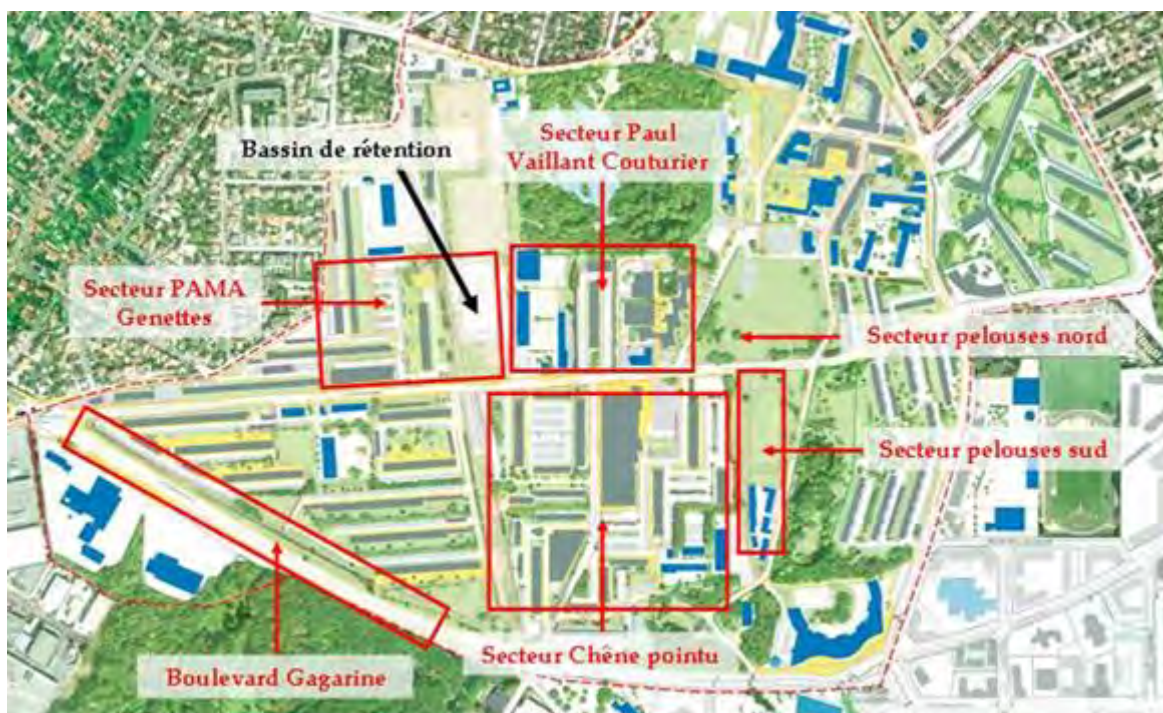 Secteur Paul
Vaillant Couturier
Bassin de rétention
Secteur PAMA
Genettes
Secteur pelouses nord
Secteur pelouses sud
Secteur Chêne pointu
Boulevard Gagarine